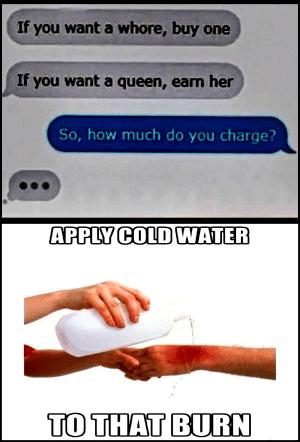 If you want a whore, buy one
If you want a queen, earn her
So, how much do you charge?
APPLY COLD WATER
TO THAT BURN